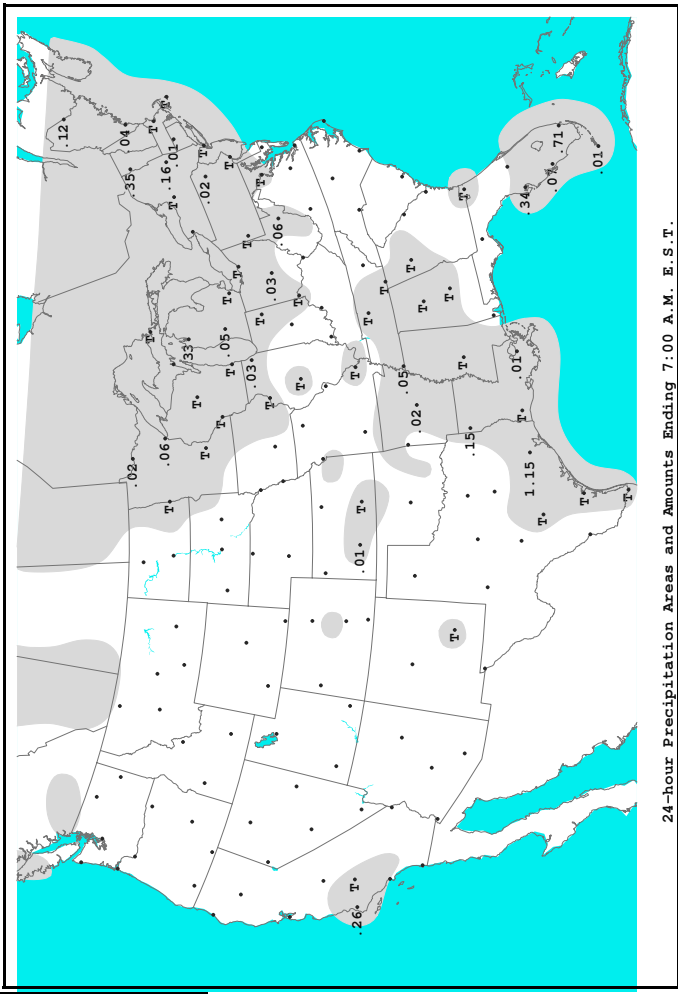 .12
.04
.35
.02
T
T
.06
.16
T
T
.01
T
.33
T
T
.02
T
T
.05
T
T
T
T
T
.03
T
T
T
.03
.06
T
T
T
T
.26
.01
T
T
T
.05
T
.02
T
T
T
T
T
.15
.01
T
.34
1.15
T
.07
.71
T
.01
T
24-hour Precipitation Areas and Amounts Ending 7:00 A.M. E.S.T.